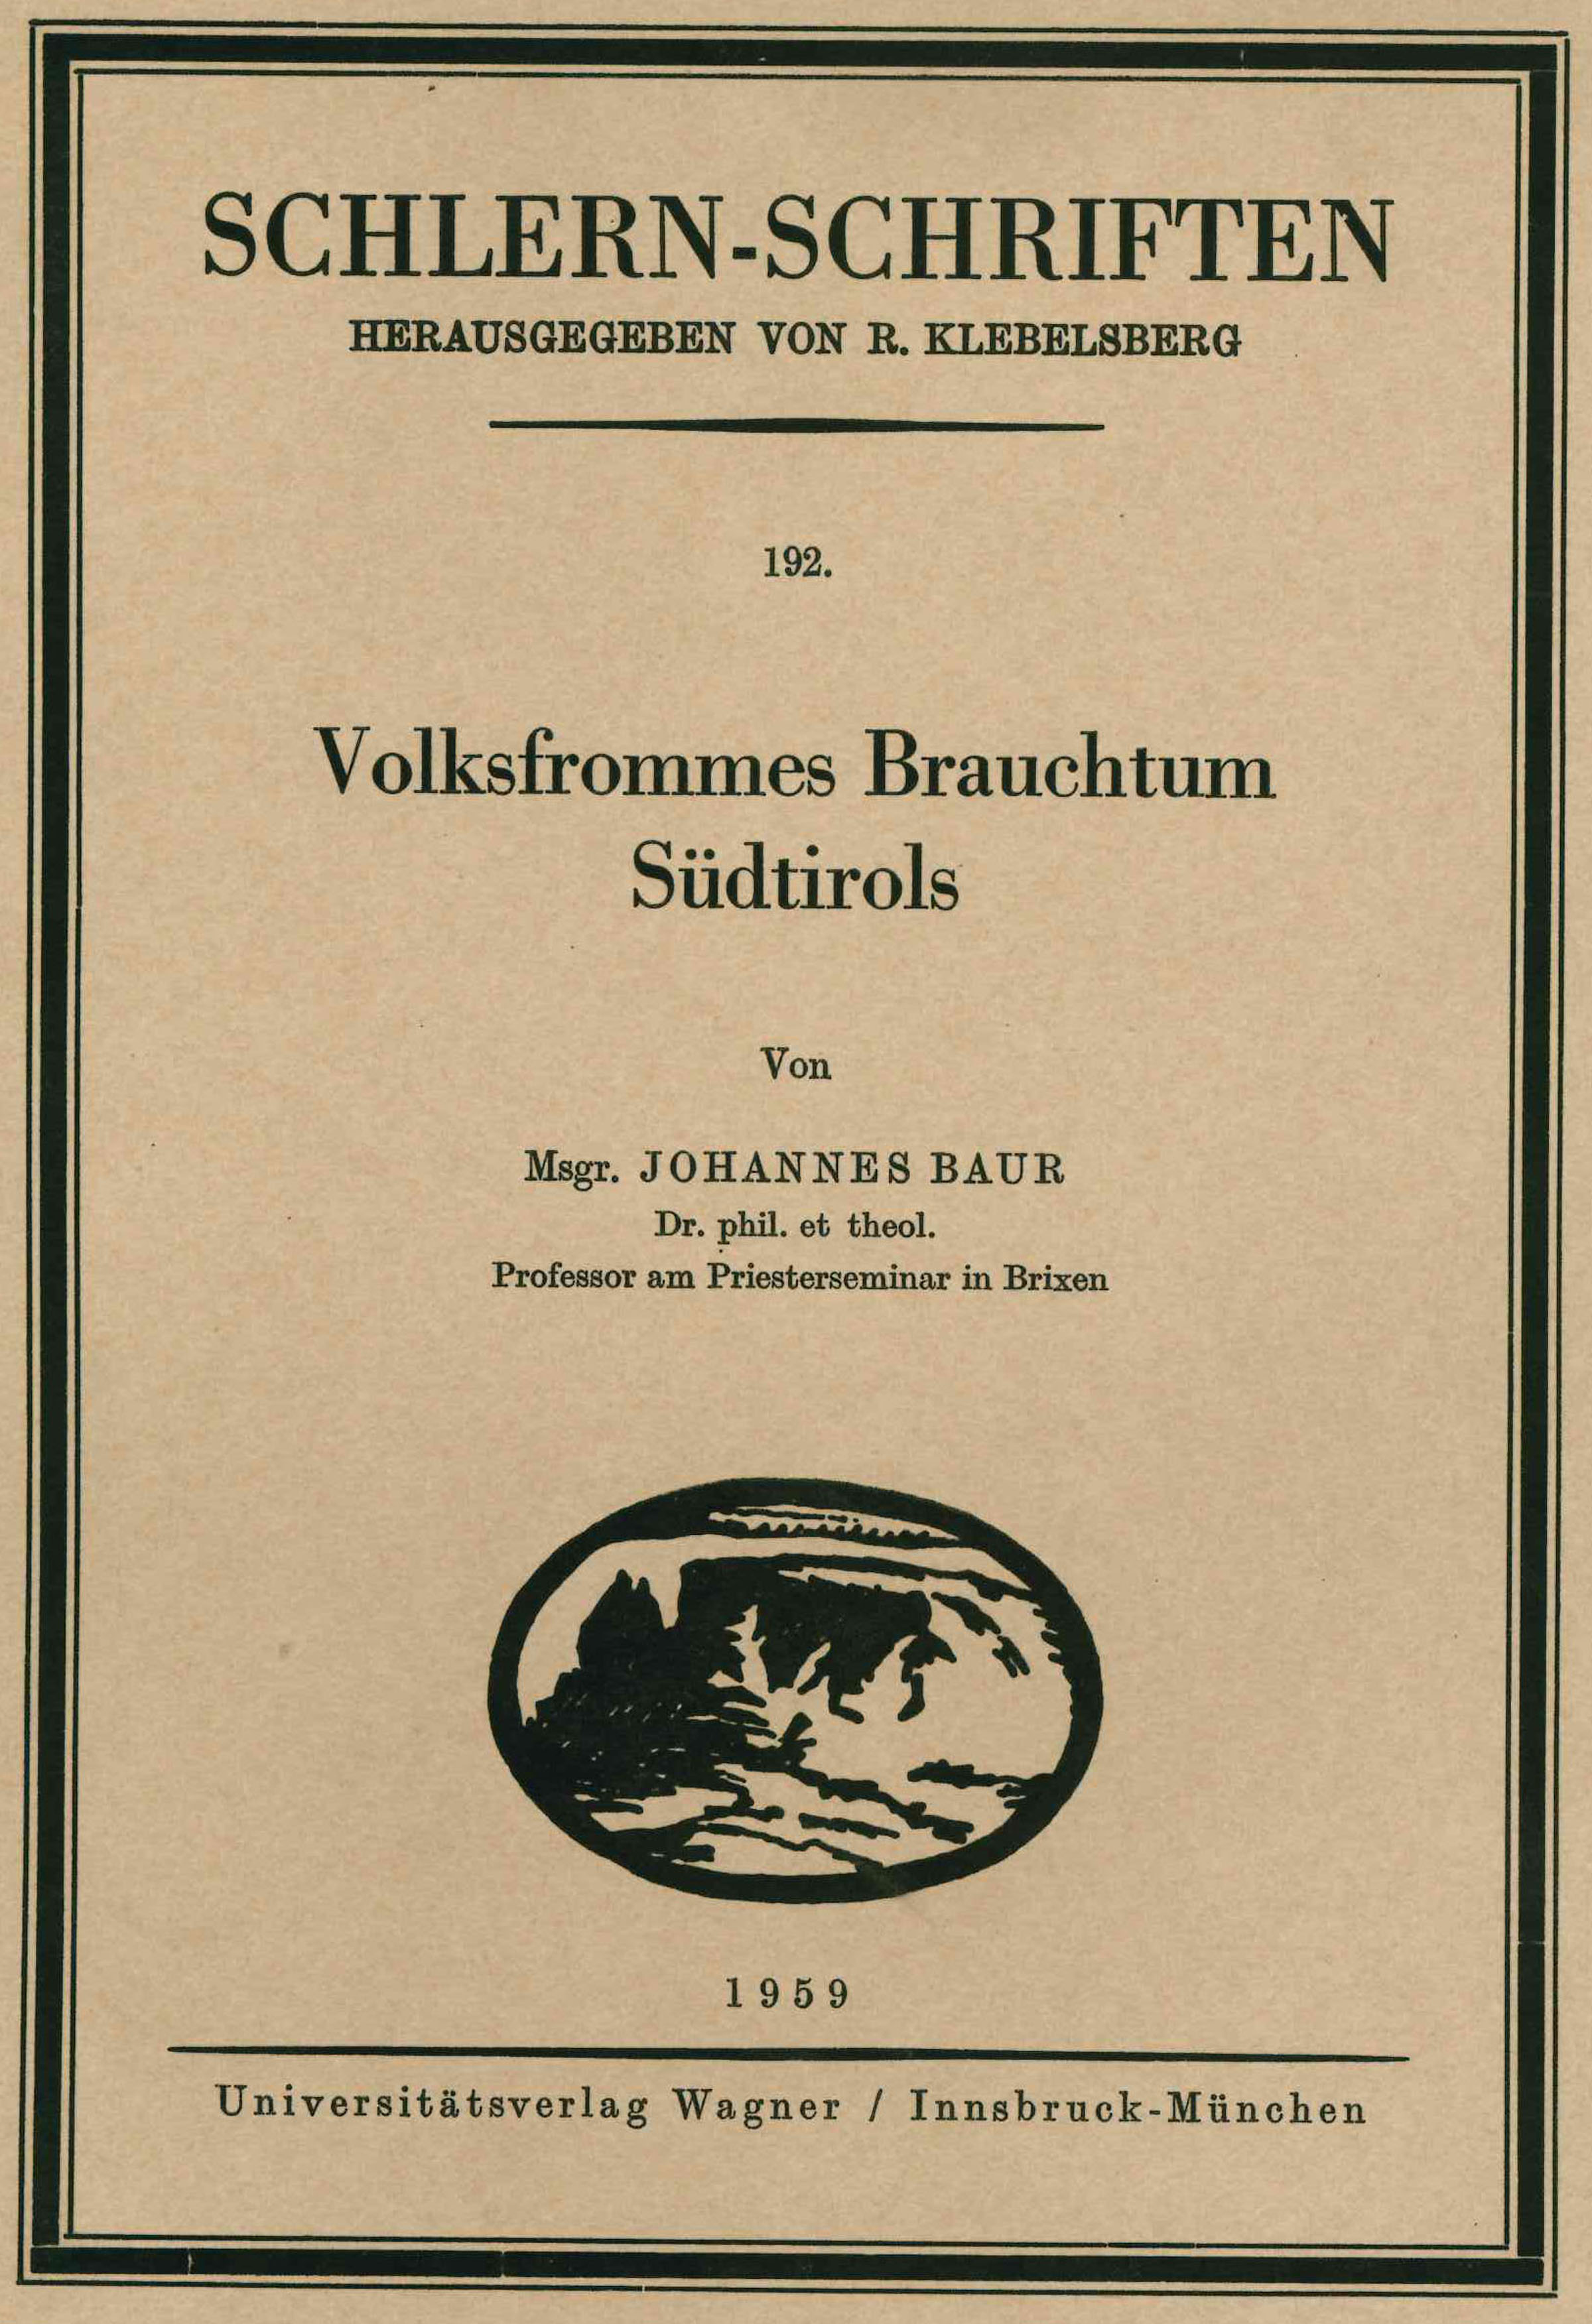 SCHLERN-SCHRIFTEN
HERAUSGEGEBEN VON R. KLEBELSBERG
192.
Volksfrommes Brauchtum
Südtirols
Von
Msgr. JOHANNES BAUR
Dr. phil. et theol.
Professor am Priesterseminar in Brixen
1959
Universitätsverlag Wagner / Innsbruck-München